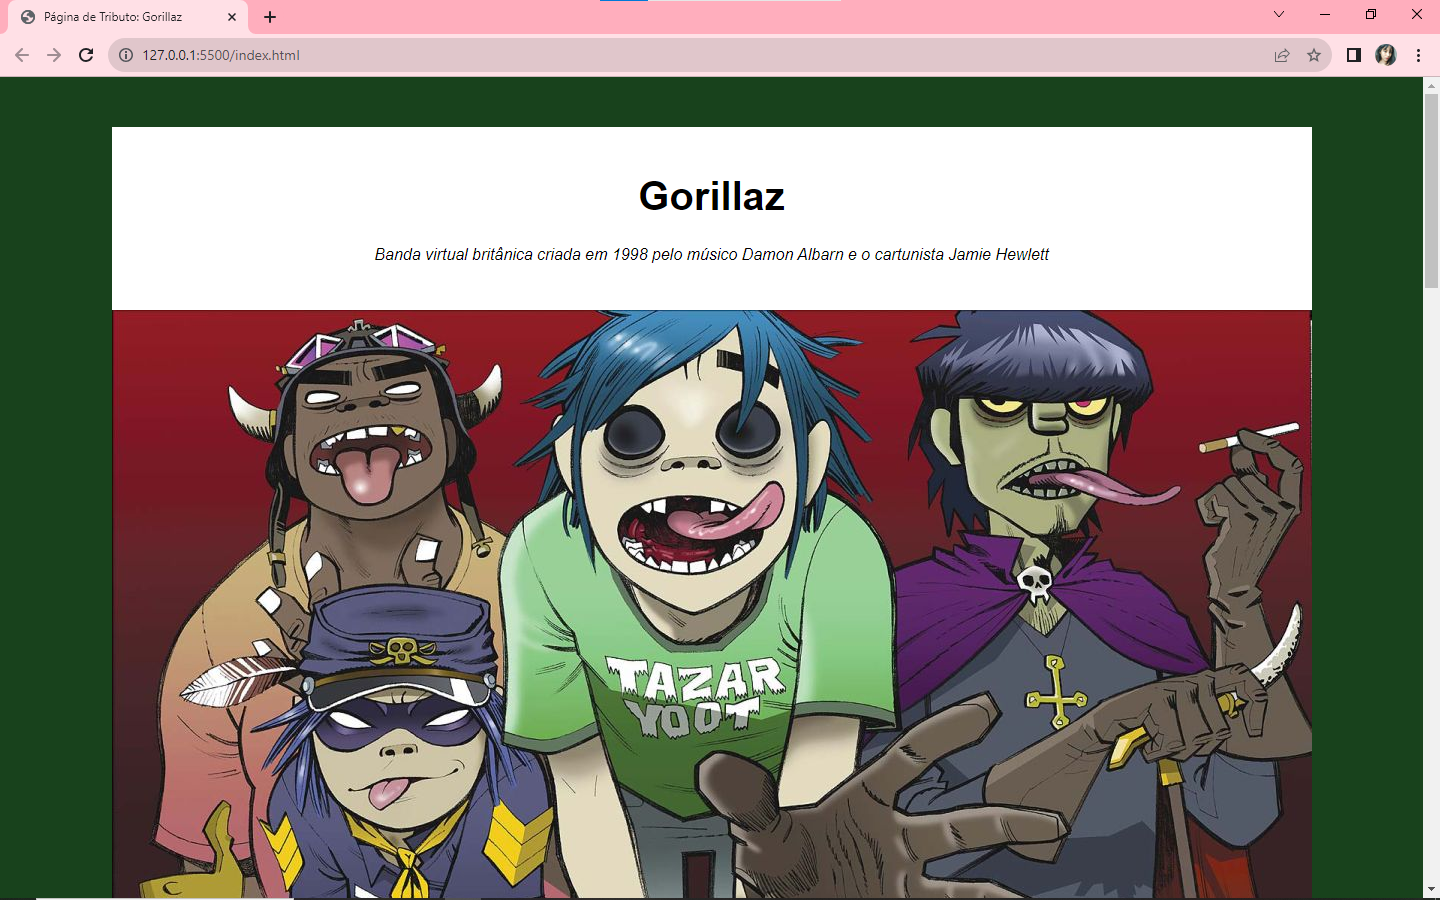 Página de Tributo: Gorillaz
127.0.0.1:5500/index.html
Gorillaz
Banda virtual britânica criada em 1998 pelo músico Damon Albarn e o cartunista Jamie Hewlett
TAZAR
YOOT